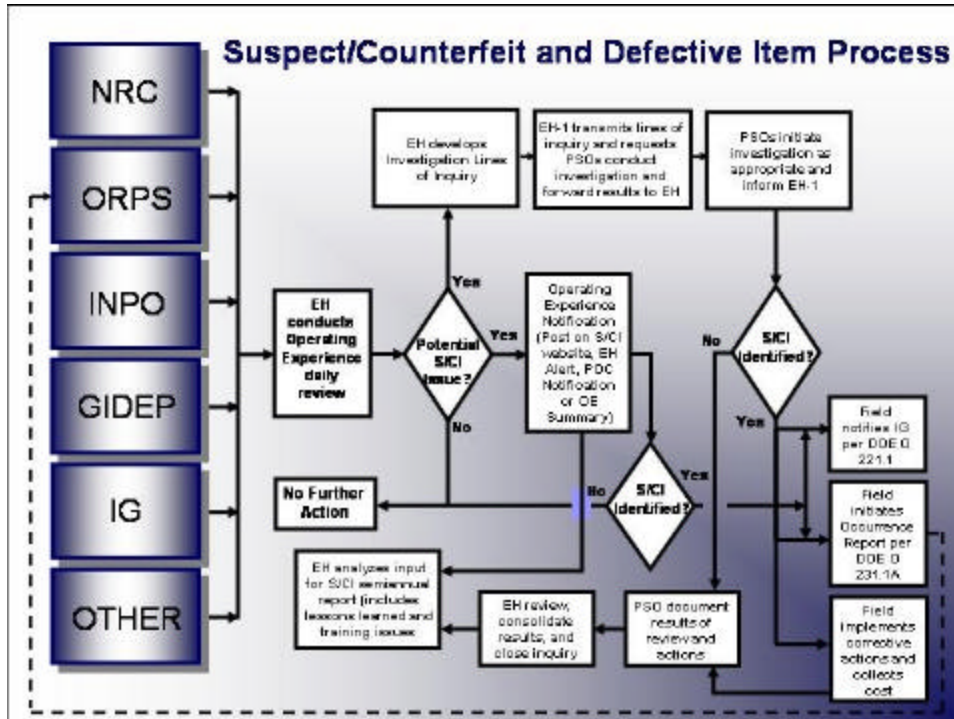 Suspect/Counterfeit and Defective Item Process
NRC
ORPS
INPO
GIDEP
IG
OTHER
EH
conducts
Operating
Experience
daily
review
Potential
S/CI
Issue?
Yes
Yes
No
No Further
Action
EH develops
Investigation Lines
of Inquiry
EH-1 transmits lines of
inquiry and requests
PSOs conduct
investigation and
forward results to EH
PSOs initiate
investigation as
appropriate and
inform EH-1
Operating
Experience
Notification
(Post on S/CI
website, EH
Alert, POC
Notification
or OE
Summary)
S/CI
Identified?
No
Yes
S/CI
Identified?
No
Yes
Field
notifies IG
per DOE O
221.1
Field
initiates
Occurrence
Report per
DOE O
231.1A
Field
implements
corrective
actions and
collects
cost
PSO document
results of
review and
actions
EH review,
consolidate
results, and
close inquiry
EH analyzes input
for S/CI semiannual
report (includes
lessons learned and
training issues